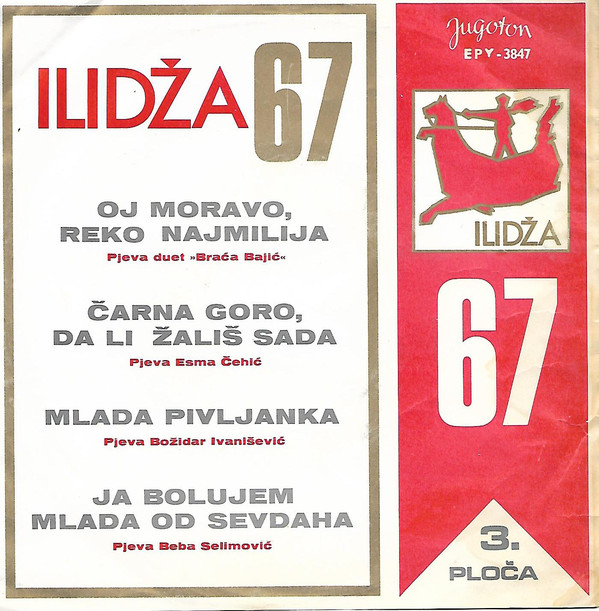 ILIDŽA 67
OJ MORAVO,
REKO NAJMILIJA
Pjeva duet »Braća Bajić«
ČARNA GORO,
DA LI ŽALIŠ SADA
Pjeva Esma Čehić
MLADA PIVLJANKA
Pjeva Božidar Ivanišević
JA BOLUJEM
MLADA OD SEVDAHA
Pjeva Beba Selimović
Jugoton
EPY-3847
ILIDŽA
67
3.
PLOČA